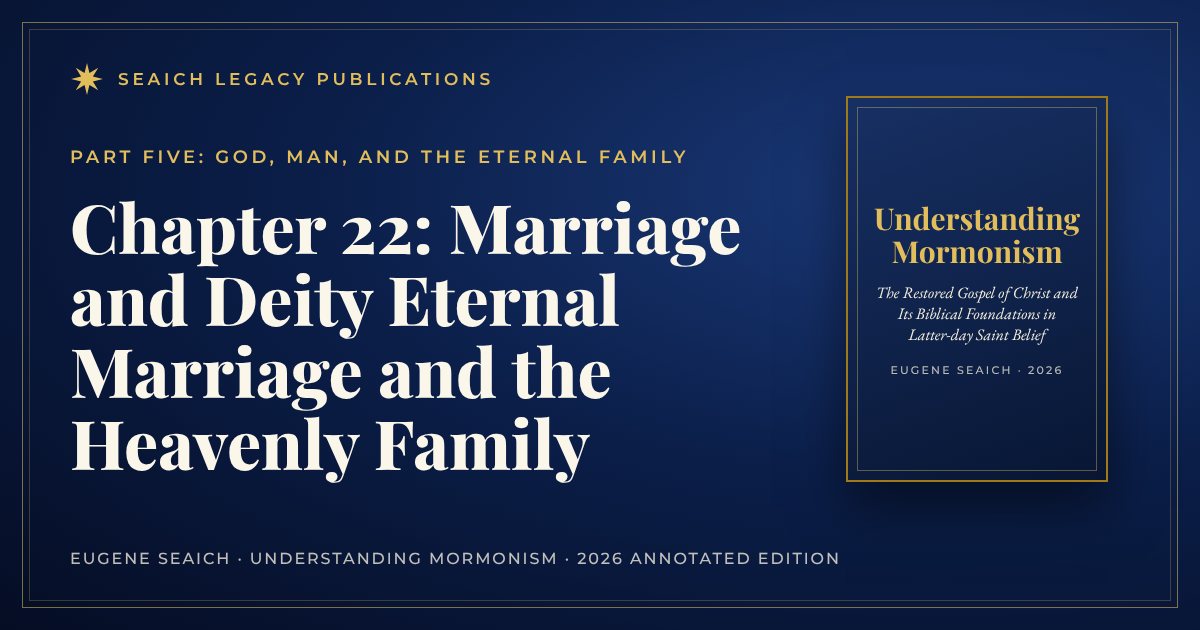 SEAICH LEGACY PUBLICATIONS
PART FIVE: GOD, MAN, AND THE ETERNAL FAMILY
Chapter 22: Marriage
and Deity Eternal
Marriage and the
Heavenly Family
EUGENE SEAICH · UNDERSTANDING MORMONISM · 2026 ANNOTATED EDITION
Understanding
Mormonism
The Restored Gospel of Christ and
Its Biblical Foundations in
Latter-day Saint Belief
EUGENE SEAICH · 2026